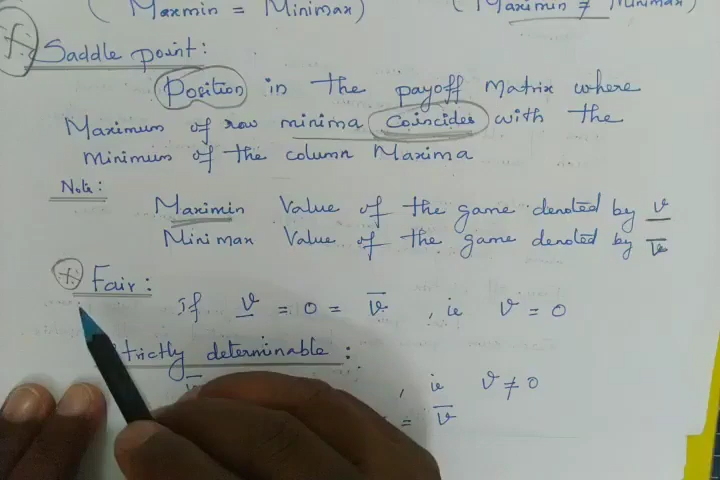 (Maxmin = Minimax) (Maximin ≠ Minimax)
Saddle point:
Position in the payoff Matrix where
Maximum of row minima Coincides with the
Minimum of the column Maxima
Note:
Maximin Value of the game denoted by v̲
Minimax Value of the game denoted by v̅
Fair:
If v̲ = 0 = v̅, ie v = 0
trictly determinable:
, ie v ≠ 0
= v̅